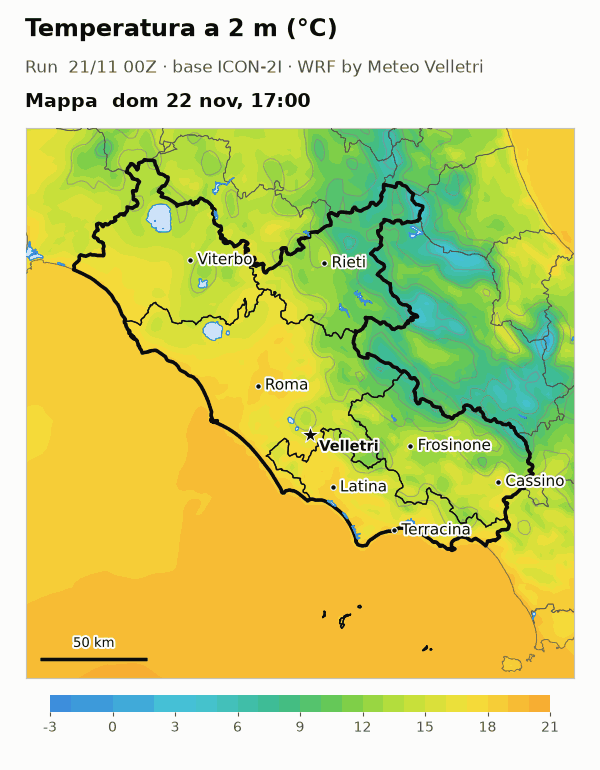 Temperatura a 2 m (°C)
Run 21/11 00Z · base ICON-2I · WRF by Meteo Velletri
Mappa dom 22 nov, 17:00
Viterbo
Rieti
Roma
Velletri
Frosinone
Latina
Cassino
Terracina
50 km
-3 0 3 6 9 12 15 18 21